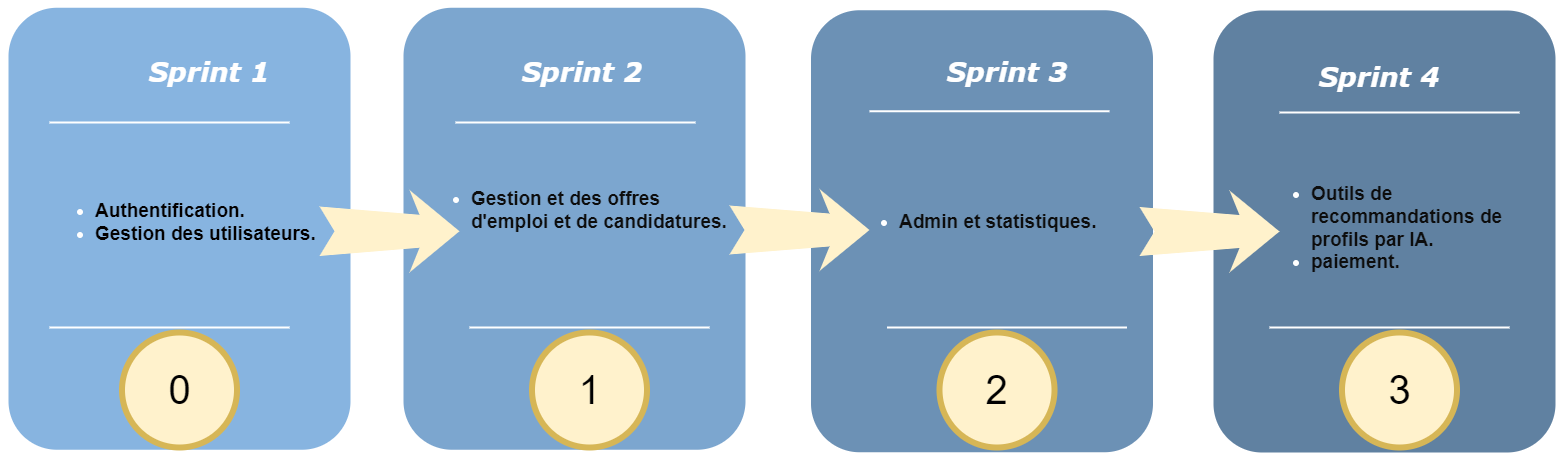 Sprint 1
Authentification.
Gestion des utilisateurs.
0
Sprint 2
Gestion et des offres
d'emploi et de candidatures.
1
Sprint 3
Admin et statistiques.
2
Sprint 4
Outils de
recommandations de
profils par IA.
paiement.
3